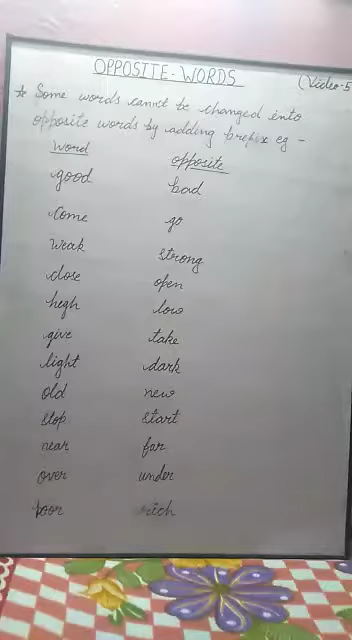 OPPOSITE-WORDS
(Video-5
* Some words cannot be changed into
opposite words by adding prefix eg -
Word opposite
good bad
Come go
Weak strong
close open
high low
give take
light dark
old new
stop start
near far
over under
poor rich